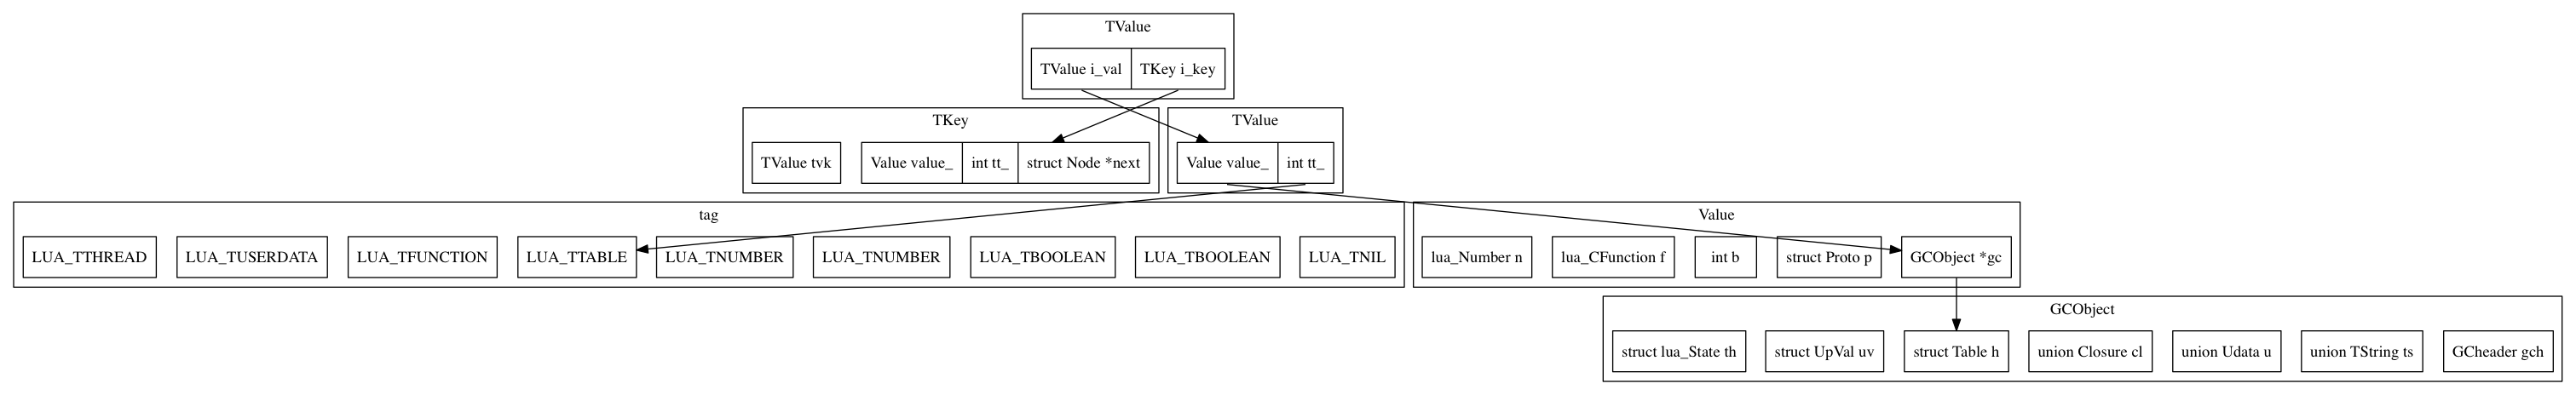 TValue
TValue i_val TKey i_key
TKey
TValue tvk Value value_ int tt_ struct Node *next
TValue
Value value_ int tt_
tag
LUA_TTHREAD LUA_TUSERDATA LUA_TFUNCTION LUA_TTABLE LUA_TNUMBER LUA_TNUMBER LUA_TBOOLEAN LUA_TBOOLEAN LUA_TNIL
Value
lua_Number n lua_CFunction f int b struct Proto p GCObject *gc
GCObject
struct lua_State th struct UpVal uv struct Table h union Closure cl union Udata u union TString ts GCheader gch